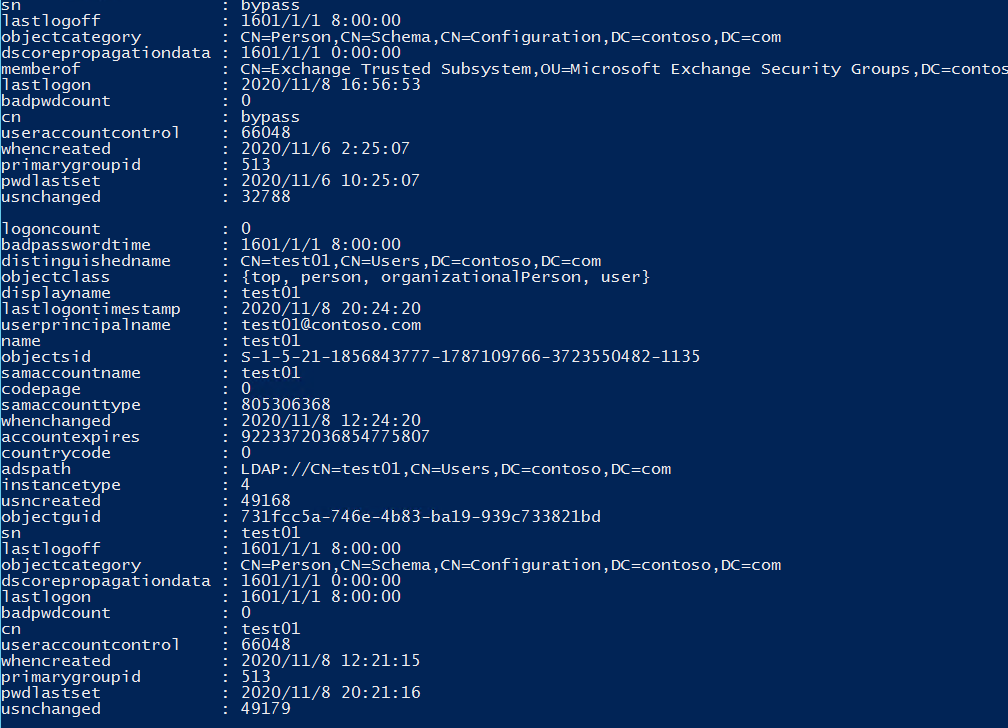 sn                    : bypass
lastlogoff            : 1601/1/1 8:00:00
objectcategory        : CN=Person,CN=Schema,CN=Configuration,DC=contoso,DC=com
dscorepropagationdata : 1601/1/1 0:00:00
memberof              : CN=Exchange Trusted Subsystem,OU=Microsoft Exchange Security Groups,DC=contos
lastlogon             : 2020/11/8 16:56:53
badpwdcount           : 0
cn                    : bypass
useraccountcontrol    : 66048
whencreated           : 2020/11/6 2:25:07
primarygroupid        : 513
pwdlastset            : 2020/11/6 10:25:07
usnchanged            : 32788

logoncount            : 0
badpasswordtime       : 1601/1/1 8:00:00
distinguishedname     : CN=test01,CN=Users,DC=contoso,DC=com
objectclass           : {top, person, organizationalPerson, user}
displayname           : test01
lastlogontimestamp    : 2020/11/8 20:24:20
userprincipalname     : test01@contoso.com
name                  : test01
objectsid             : S-1-5-21-1856843777-1787109766-3723550482-1135
samaccountname        : test01
codepage              : 0
samaccounttype        : 805306368
whenchanged           : 2020/11/8 12:24:20
accountexpires        : 9223372036854775807
countrycode           : 0
adspath               : LDAP://CN=test01,CN=Users,DC=contoso,DC=com
instancetype          : 4
usncreated            : 49168
objectguid            : 731fcc5a-746e-4b83-ba19-939c733821bd
sn                    : test01
lastlogoff            : 1601/1/1 8:00:00
objectcategory        : CN=Person,CN=Schema,CN=Configuration,DC=contoso,DC=com
dscorepropagationdata : 1601/1/1 0:00:00
lastlogon             : 1601/1/1 8:00:00
badpwdcount           : 0
cn                    : test01
useraccountcontrol    : 66048
whencreated           : 2020/11/8 12:21:15
primarygroupid        : 513
pwdlastset            : 2020/11/8 20:21:16
usnchanged            : 49179